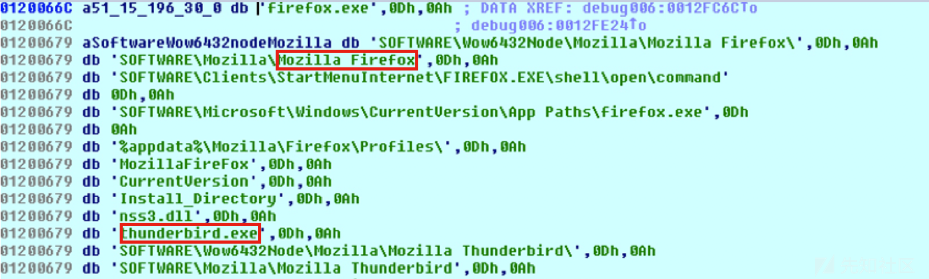 0120066C a51_15_196_30_0 db 'firefox.exe',0Dh,0Ah ; DATA XREF: debug006:0012FC6C↑o
0120066C ; debug006:0012FE24↑o
01200679 aSoftwareWow6432nodeMozilla db 'SOFTWARE\Wow6432Node\Mozilla\Mozilla Firefox\',0Dh,0Ah
01200679 db 'SOFTWARE\Mozilla\Mozilla Firefox',0Dh,0Ah
01200679 db 'SOFTWARE\Clients\StartMenuInternet\FIREFOX.EXE\shell\open\command'
01200679 db 0Dh,0Ah
01200679 db 'SOFTWARE\Microsoft\Windows\CurrentVersion\App Paths\firefox.exe',0Dh
01200679 db 0Ah
01200679 db '%appdata%\Mozilla\Firefox\Profiles\',0Dh,0Ah
01200679 db 'MozillaFireFox',0Dh,0Ah
01200679 db 'CurrentVersion',0Dh,0Ah
01200679 db 'Install_Directory',0Dh,0Ah
01200679 db 'nss3.dll',0Dh,0Ah
01200679 db 'thunderbird.exe',0Dh,0Ah
01200679 db 'SOFTWARE\Wow6432Node\Mozilla\Mozilla Thunderbird\',0Dh,0Ah
01200679 db 'SOFTWARE\Mozilla\Mozilla Thunderbird',0Dh,0Ah